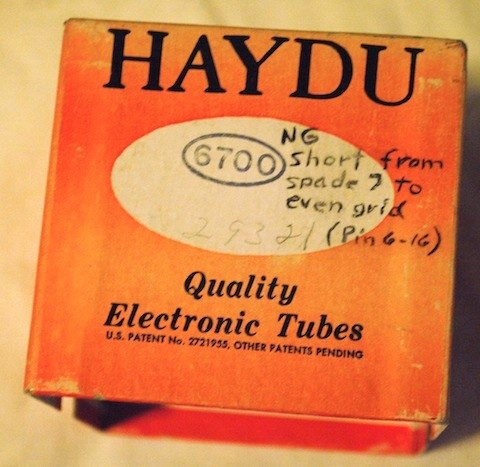 HAYDU
6700
NG
short from
spade 7 to
even grid
29321 (Pin 6-16)
Quality
Electronic Tubes
U.S. PATENT No. 2721955, OTHER PATENTS PENDING